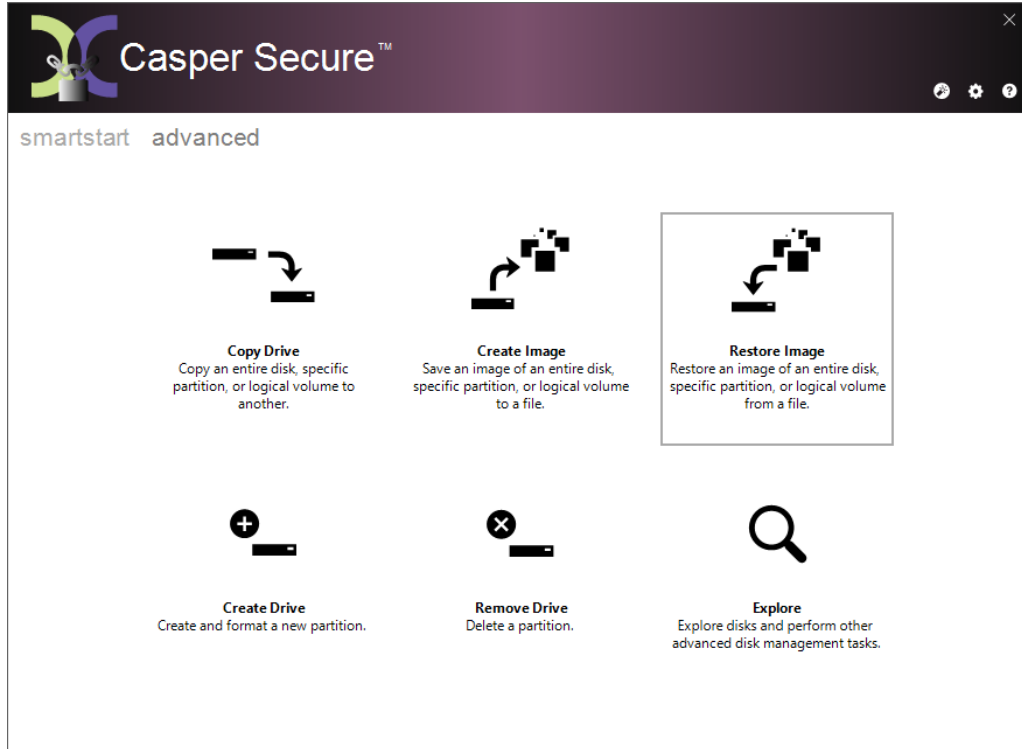 Casper Secure™
smartstart advanced
Copy Drive
Copy an entire disk, specific
partition, or logical volume to
another.
Create Image
Save an image of an entire disk,
specific partition, or logical volume
to a file.
Restore Image
Restore an image of an entire disk,
specific partition, or logical volume
from a file.
Create Drive
Create and format a new partition.
Remove Drive
Delete a partition.
Explore
Explore disks and perform other
advanced disk management tasks.